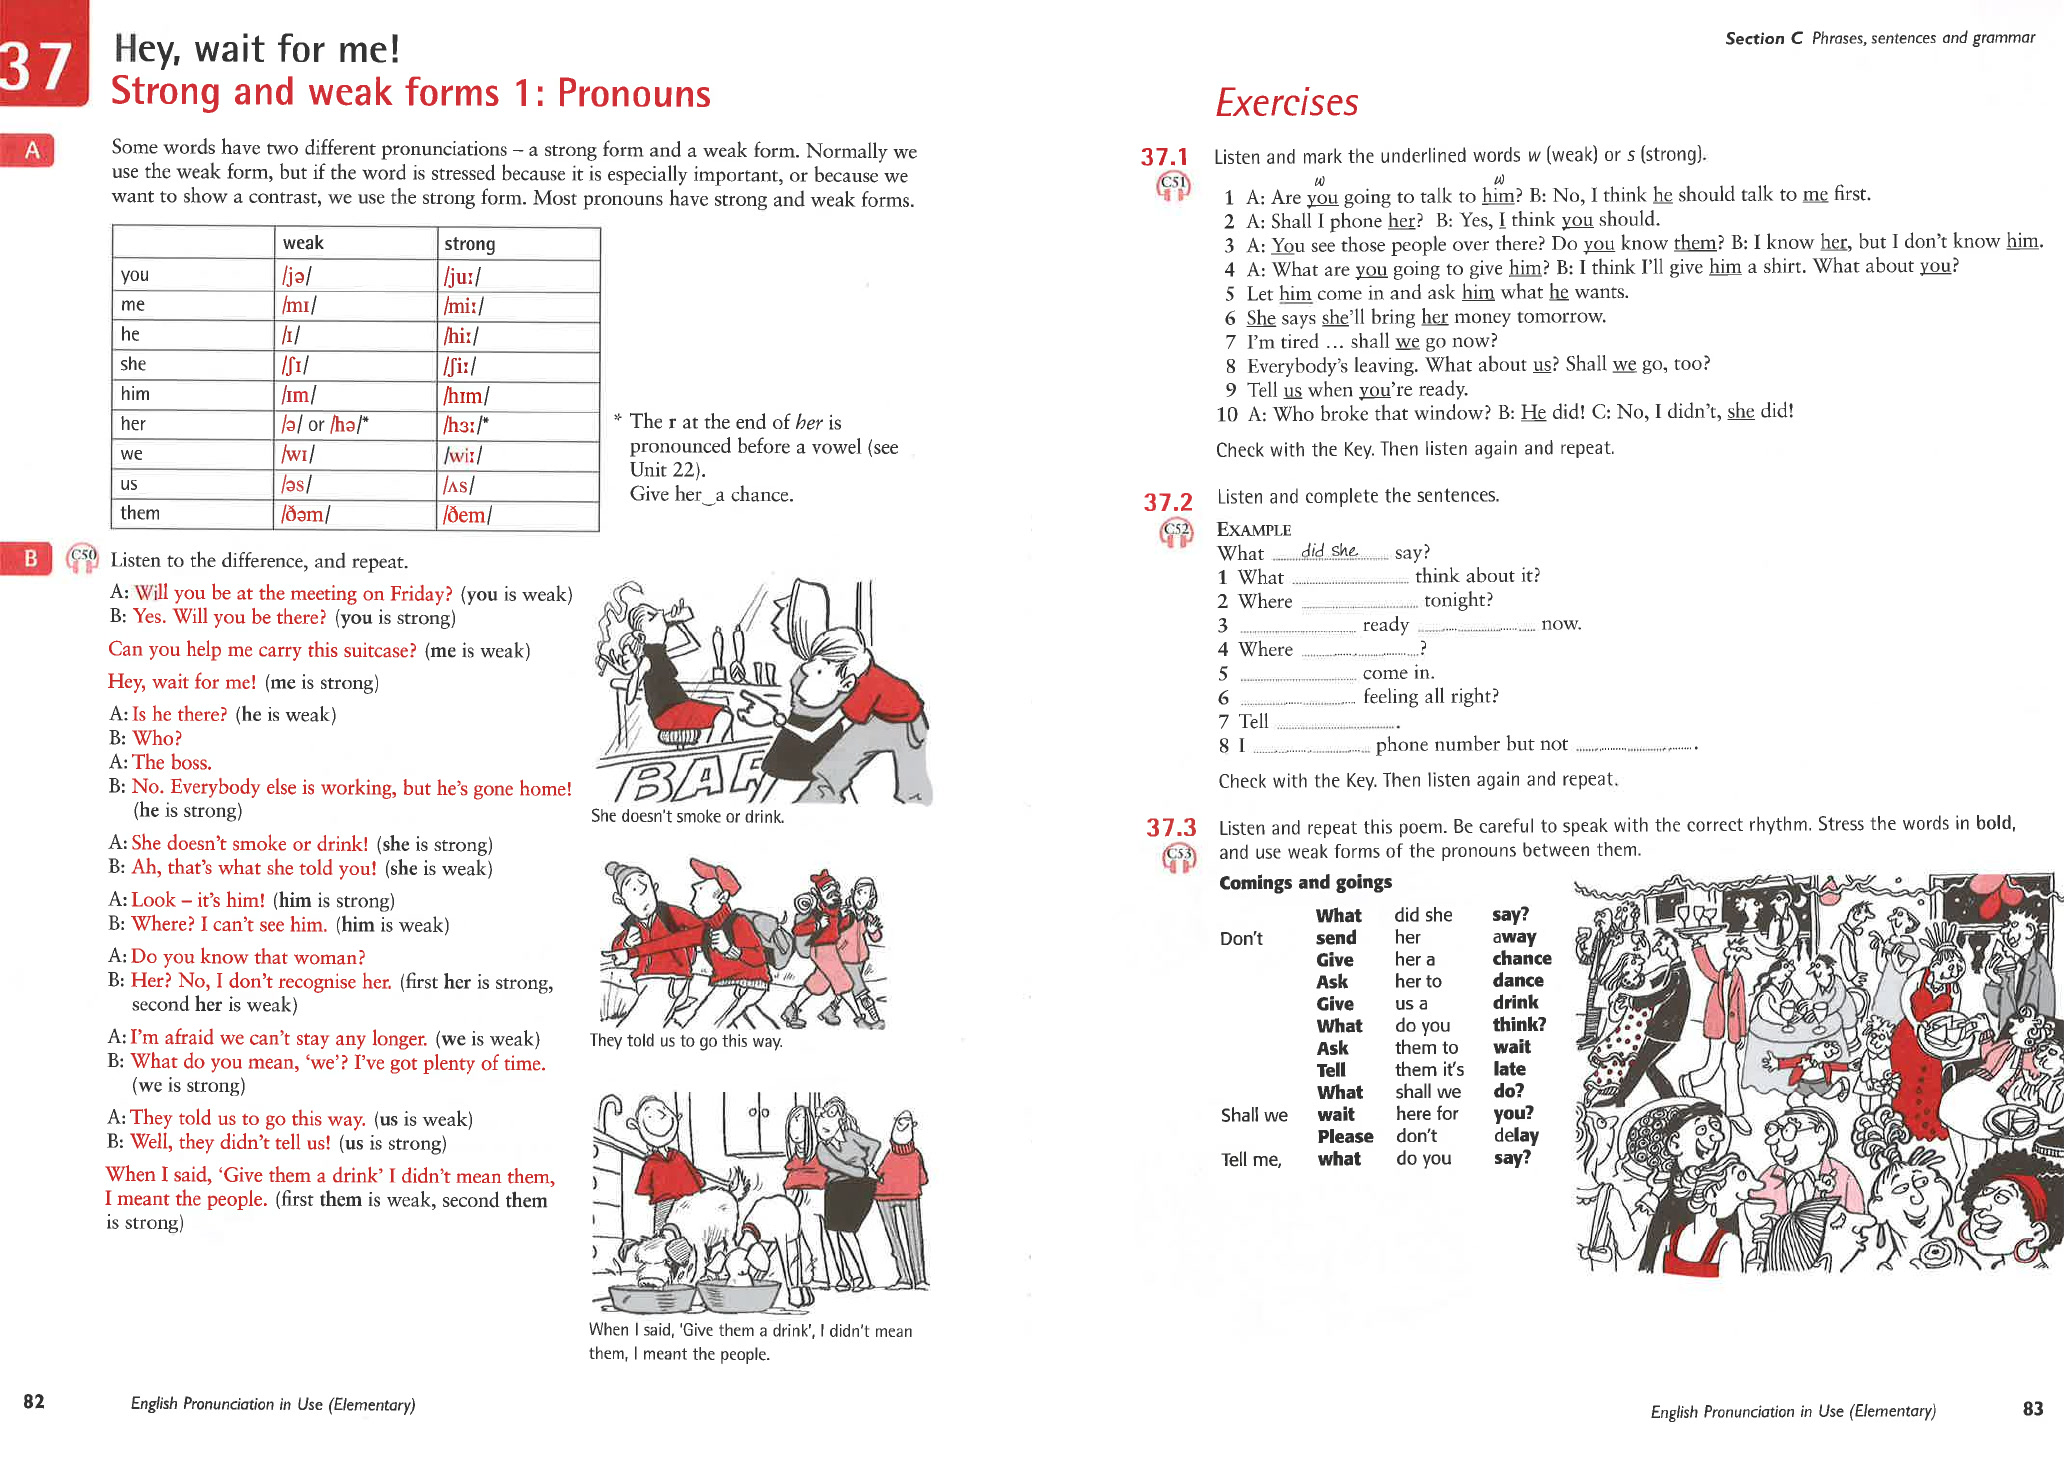 37
Hey, wait for me!
Strong and weak forms 1: Pronouns
A
Some words have two different pronunciations – a strong form and a weak form. Normally we
use the weak form, but if the word is stressed because it is especially important, or because we
want to show a contrast, we use the strong form. Most pronouns have strong and weak forms.
weak strong
you /jə/ /juː/
me /mɪ/ /miː/
he /ɪ/ /hiː/
she /ʃɪ/ /ʃiː/
him /ɪm/ /hɪm/
her /ə/ or /hə/* /hɜː/*
we /wɪ/ /wiː/
us /əs/ /ʌs/
them /ðəm/ /ðem/
* The r at the end of her is
pronounced before a vowel (see
Unit 22).
Give her‿a chance.
B C50 Listen to the difference, and repeat.
A: Will you be at the meeting on Friday? (you is weak)
B: Yes. Will you be there? (you is strong)
Can you help me carry this suitcase? (me is weak)
Hey, wait for me! (me is strong)
A: Is he there? (he is weak)
B: Who?
A: The boss.
B: No. Everybody else is working, but he's gone home!
(he is strong)
A: She doesn't smoke or drink! (she is strong)
B: Ah, that's what she told you! (she is weak)
A: Look – it's him! (him is strong)
B: Where? I can't see him. (him is weak)
A: Do you know that woman?
B: Her? No, I don't recognise her. (first her is strong,
second her is weak)
A: I'm afraid we can't stay any longer. (we is weak)
B: What do you mean, 'we'? I've got plenty of time.
(we is strong)
A: They told us to go this way. (us is weak)
B: Well, they didn't tell us! (us is strong)
When I said, 'Give them a drink' I didn't mean them,
I meant the people. (first them is weak, second them
is strong)
BAR
She doesn't smoke or drink.
They told us to go this way.
When I said, 'Give them a drink', I didn't mean
them, I meant the people.
82 English Pronunciation in Use (Elementary)
Section C Phrases, sentences and grammar
Exercises
37.1 Listen and mark the underlined words w (weak) or s (strong).
C51
w w
1 A: Are you going to talk to him? B: No, I think he should talk to me first.
2 A: Shall I phone her? B: Yes, I think you should.
3 A: You see those people over there? Do you know them? B: I know her, but I don't know him.
4 A: What are you going to give him? B: I think I'll give him a shirt. What about you?
5 Let him come in and ask him what he wants.
6 She says she'll bring her money tomorrow.
7 I'm tired ... shall we go now?
8 Everybody's leaving. What about us? Shall we go, too?
9 Tell us when you're ready.
10 A: Who broke that window? B: He did! C: No, I didn't, she did!
Check with the Key. Then listen again and repeat.
37.2 Listen and complete the sentences.
C52
EXAMPLE
What did she say?
1 What ............ think about it?
2 Where ............ tonight?
3 ............ ready ............ now.
4 Where ............?
5 ............ come in.
6 ............ feeling all right?
7 Tell ............ .
8 I ............ phone number but not ............ .
Check with the Key. Then listen again and repeat.
37.3 Listen and repeat this poem. Be careful to speak with the correct rhythm. Stress the words in bold,
C53 and use weak forms of the pronouns between them.
Comings and goings
What did she say?
Don't send her away
Give her a chance
Ask her to dance
Give us a drink
What do you think?
Ask them to wait
Tell them it's late
What shall we do?
Shall we wait here for you?
Please don't delay
Tell me, what do you say?
English Pronunciation in Use (Elementary) 83